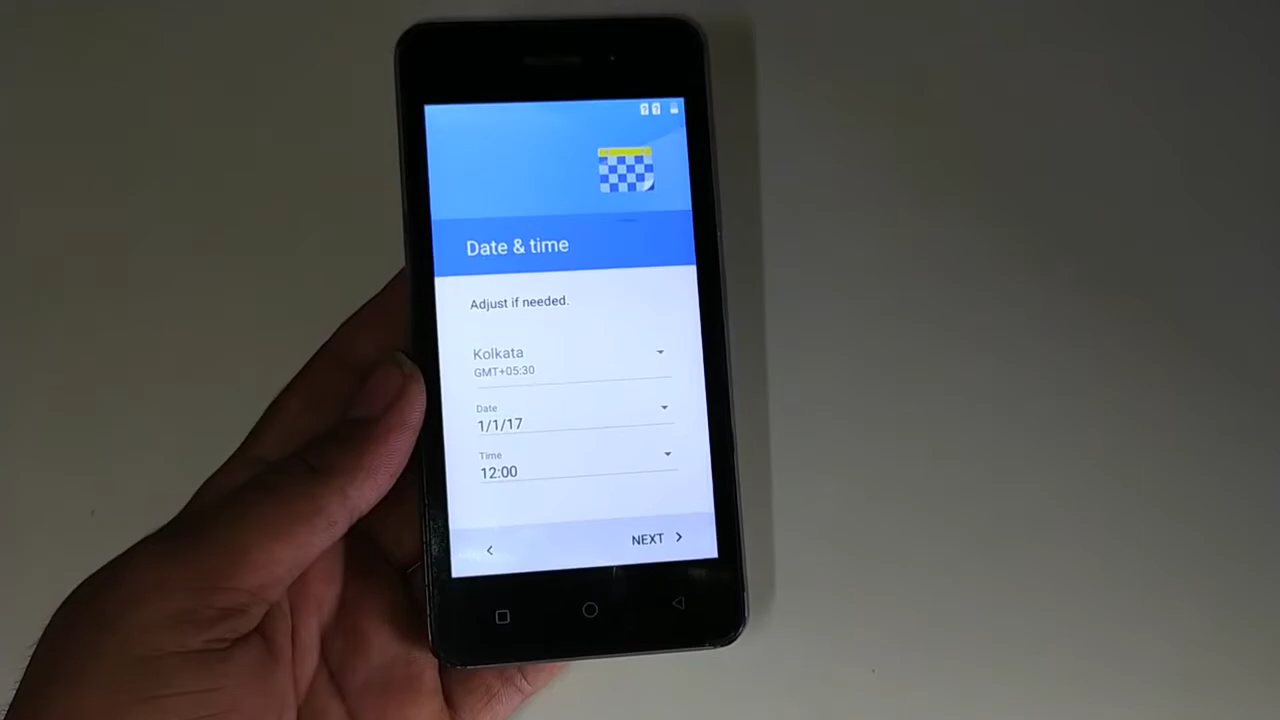 Date & time
Adjust if needed.
Kolkata
GMT+05:30
Date
1/1/17
Time
12:00
NEXT